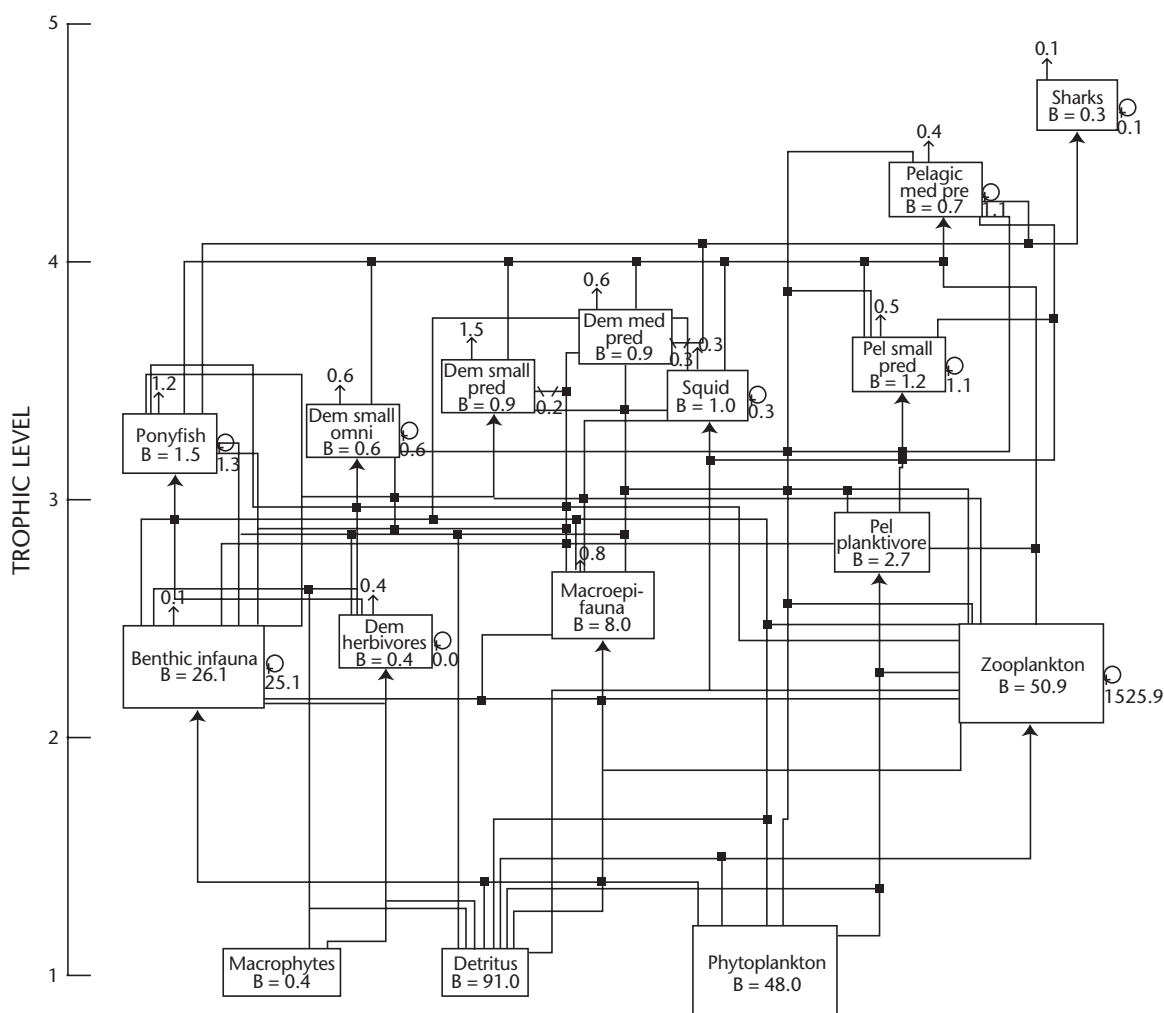 5
0.1
Sharks
B = 0.3
0.1
0.4
Pelagic
med pre
B = 0.7
1.1
4
0.6
Dem med
pred
B = 0.9
0.3
0.3
0.5
Pel small
pred
B = 1.2
1.1
1.5
Dem small
pred
B = 0.9
0.2
Squid
B = 1.0
0.3
1.2
Ponyfish
B = 1.5
1.3
0.6
Dem small
omni
B = 0.6
0.6
TROPHIC LEVEL
3
Pel
planktivore
B = 2.7
0.8
Macroepi-
fauna
B = 8.0
0.1
Benthic infauna
B = 26.1
25.1
0.4
Dem
herbivores
B = 0.4
0.0
Zooplankton
B = 50.9
1525.9
2
1
Macrophytes
B = 0.4
Detritus
B = 91.0
Phytoplankton
B = 48.0